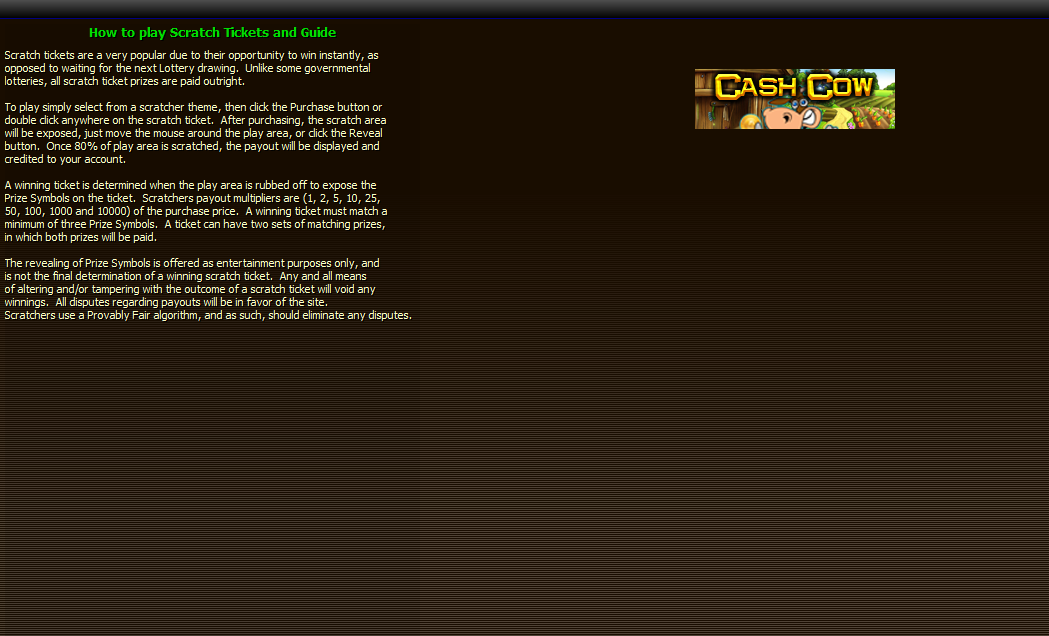 How to play Scratch Tickets and Guide
Scratch tickets are a very popular due to their opportunity to win instantly, as
opposed to waiting for the next Lottery drawing.  Unlike some governmental
lotteries, all scratch ticket prizes are paid outright.
To play simply select from a scratcher theme, then click the Purchase button or
double click anywhere on the scratch ticket.  After purchasing, the scratch area
will be exposed, just move the mouse around the play area, or click the Reveal
button.  Once 80% of play area is scratched, the payout will be displayed and
credited to your account.
A winning ticket is determined when the play area is rubbed off to expose the
Prize Symbols on the ticket.  Scratchers payout multipliers are (1, 2, 5, 10, 25,
50, 100, 1000 and 10000) of the purchase price.  A winning ticket must match a
minimum of three Prize Symbols.  A ticket can have two sets of matching prizes,
in which both prizes will be paid.
The revealing of Prize Symbols is offered as entertainment purposes only, and
is not the final determination of a winning scratch ticket.  Any and all means
of altering and/or tampering with the outcome of a scratch ticket will void any
winnings.  All disputes regarding payouts will be in favor of the site.
Scratchers use a Provably Fair algorithm, and as such, should eliminate any disputes.
CASH COW